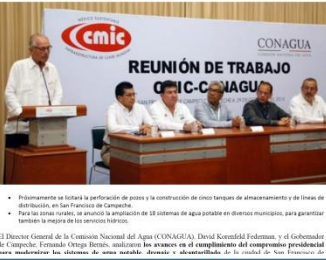 cmic
CONAGUA
COMISIÓN NACIONAL DEL AGUA
REUNIÓN DE TRABAJO
CMIC-CONAGUA
• Próximamente se licitará la perforación de pozos y la construcción de cinco tanques de almacenamiento y de líneas de
distribución, en San Francisco de Campeche.
• Para las zonas rurales, se anunció la ampliación de 18 sistemas de agua potable en diversos municipios, para garantizar
también la mejora de los servicios hídricos.
El Director General de la Comisión Nacional del Agua (CONAGUA), David Korenfeld Federman, y el Gobernador
de Campeche, Fernando Ortega Bernés, analizaron los avances en el cumplimiento del compromiso presidencial
para modernizar los sistemas de agua potable, drenaje y alcantarillado de la ciudad de San Francisco de